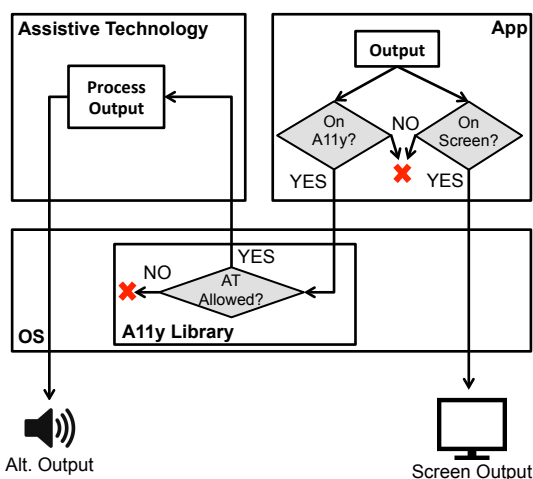 Assistive Technology
App
Process
Output
Output
On
A11y?
NO
On
Screen?
YES
YES
YES
NO
AT
Allowed?
A11y Library
OS
Alt. Output
Screen Output